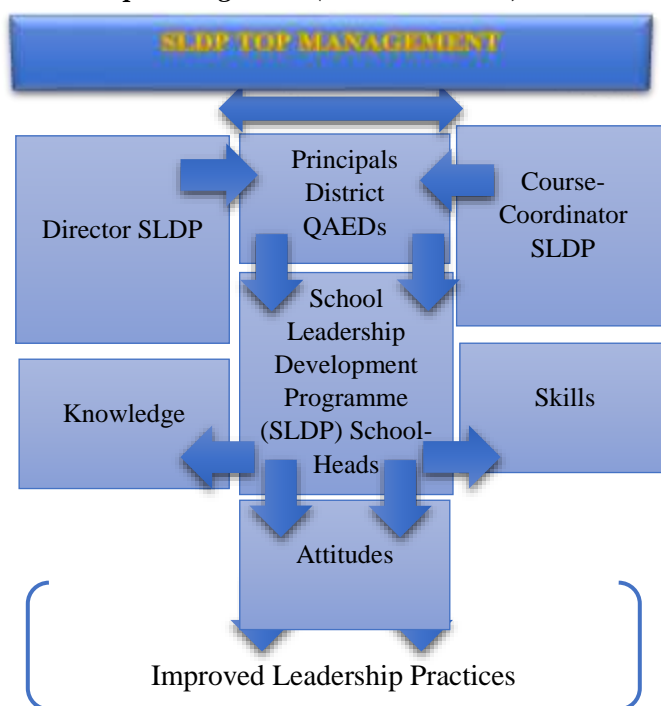 SLDP TOP MANAGEMENT
Director SLDP
Principals
District
QAEDs
Course-
Coordinator
SLDP
School
Leadership
Development
Programme
(SLDP) School-
Heads
Knowledge
Skills
Attitudes
Improved Leadership Practices